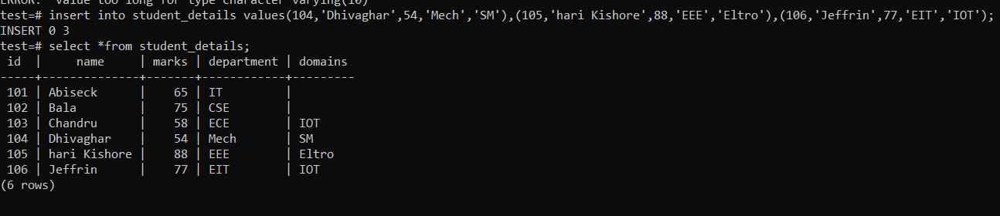 ERROR:  value too long for type character varying(10)
test=# insert into student_details values(104,'Dhivaghar',54,'Mech','SM'),(105,'hari Kishore',88,'EEE','Eltro'),(106,'Jeffrin',77,'EIT','IOT');
INSERT 0 3
test=# select *from student_details;
 id  |     name     | marks | department | domains
-----+--------------+-------+------------+---------
 101 | Abiseck      |    65 | IT         |
 102 | Bala         |    75 | CSE        |
 103 | Chandru      |    58 | ECE        | IOT
 104 | Dhivaghar    |    54 | Mech       | SM
 105 | hari Kishore |    88 | EEE        | Eltro
 106 | Jeffrin      |    77 | EIT        | IOT
(6 rows)